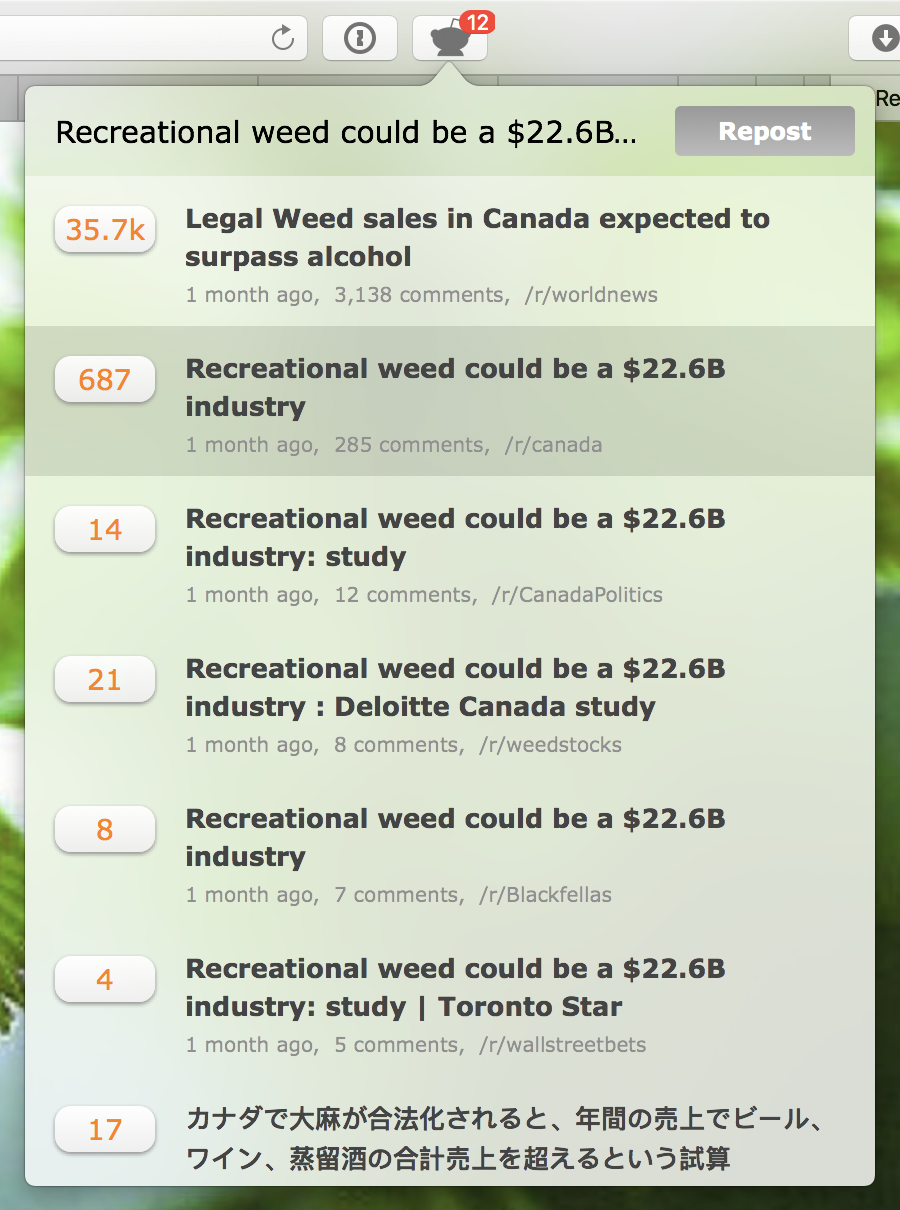 12
Re
Recreational weed could be a $22.6B...
Repost
35.7k
Legal Weed sales in Canada expected to
surpass alcohol
1 month ago, 3,138 comments, /r/worldnews
687
Recreational weed could be a $22.6B
industry
1 month ago, 285 comments, /r/canada
14
Recreational weed could be a $22.6B
industry: study
1 month ago, 12 comments, /r/CanadaPolitics
21
Recreational weed could be a $22.6B
industry : Deloitte Canada study
1 month ago, 8 comments, /r/weedstocks
8
Recreational weed could be a $22.6B
industry
1 month ago, 7 comments, /r/Blackfellas
4
Recreational weed could be a $22.6B
industry: study | Toronto Star
1 month ago, 5 comments, /r/wallstreetbets
17
カナダで大麻が合法化されると、年間の売上でビール、
ワイン、蒸留酒の合計売上を超えるという試算